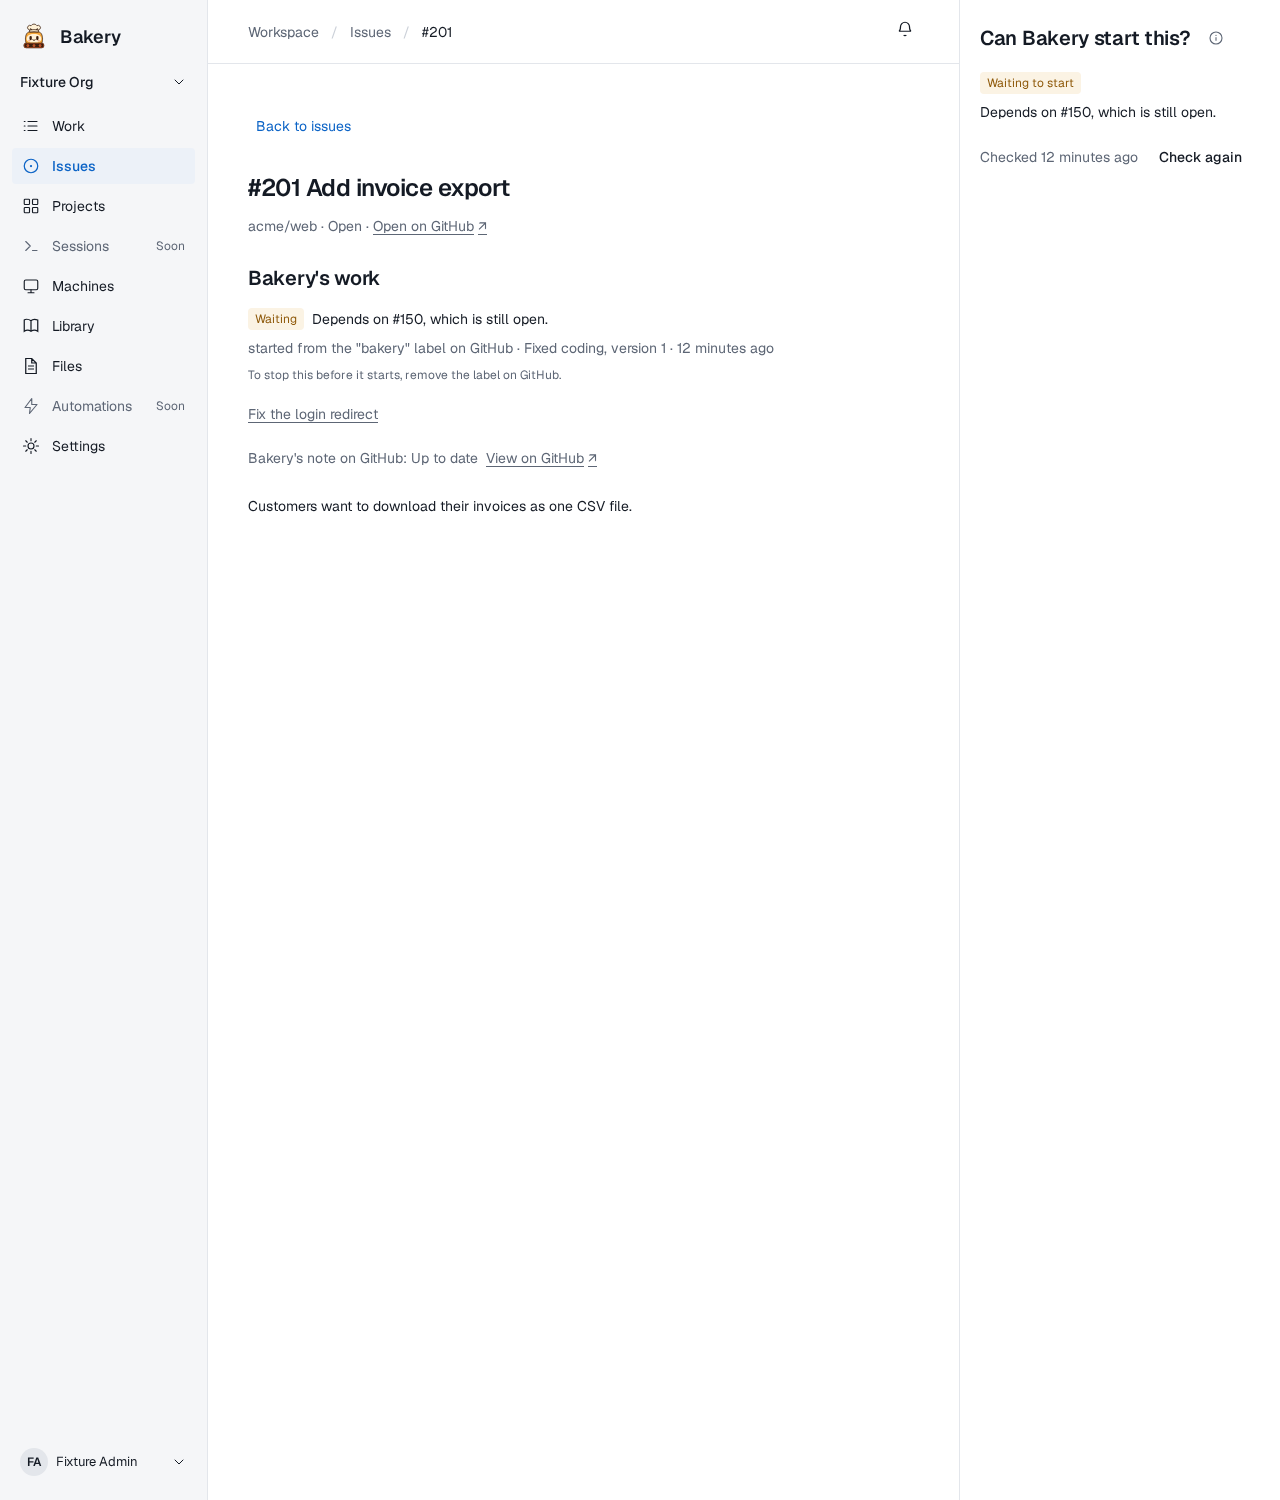 Bakery
Fixture Org
Work
Issues
Projects
Sessions Soon
Machines
Library
Files
Automations Soon
Settings
FA Fixture Admin
Workspace / Issues / #201
Back to issues
#201 Add invoice export
acme/web · Open · Open on GitHub ↗
Bakery's work
Waiting Depends on #150, which is still open.
started from the "bakery" label on GitHub · Fixed coding, version 1 · 12 minutes ago
To stop this before it starts, remove the label on GitHub.
Fix the login redirect
Bakery's note on GitHub: Up to date View on GitHub ↗
Customers want to download their invoices as one CSV file.
Can Bakery start this?
Waiting to start
Depends on #150, which is still open.
Checked 12 minutes ago Check again